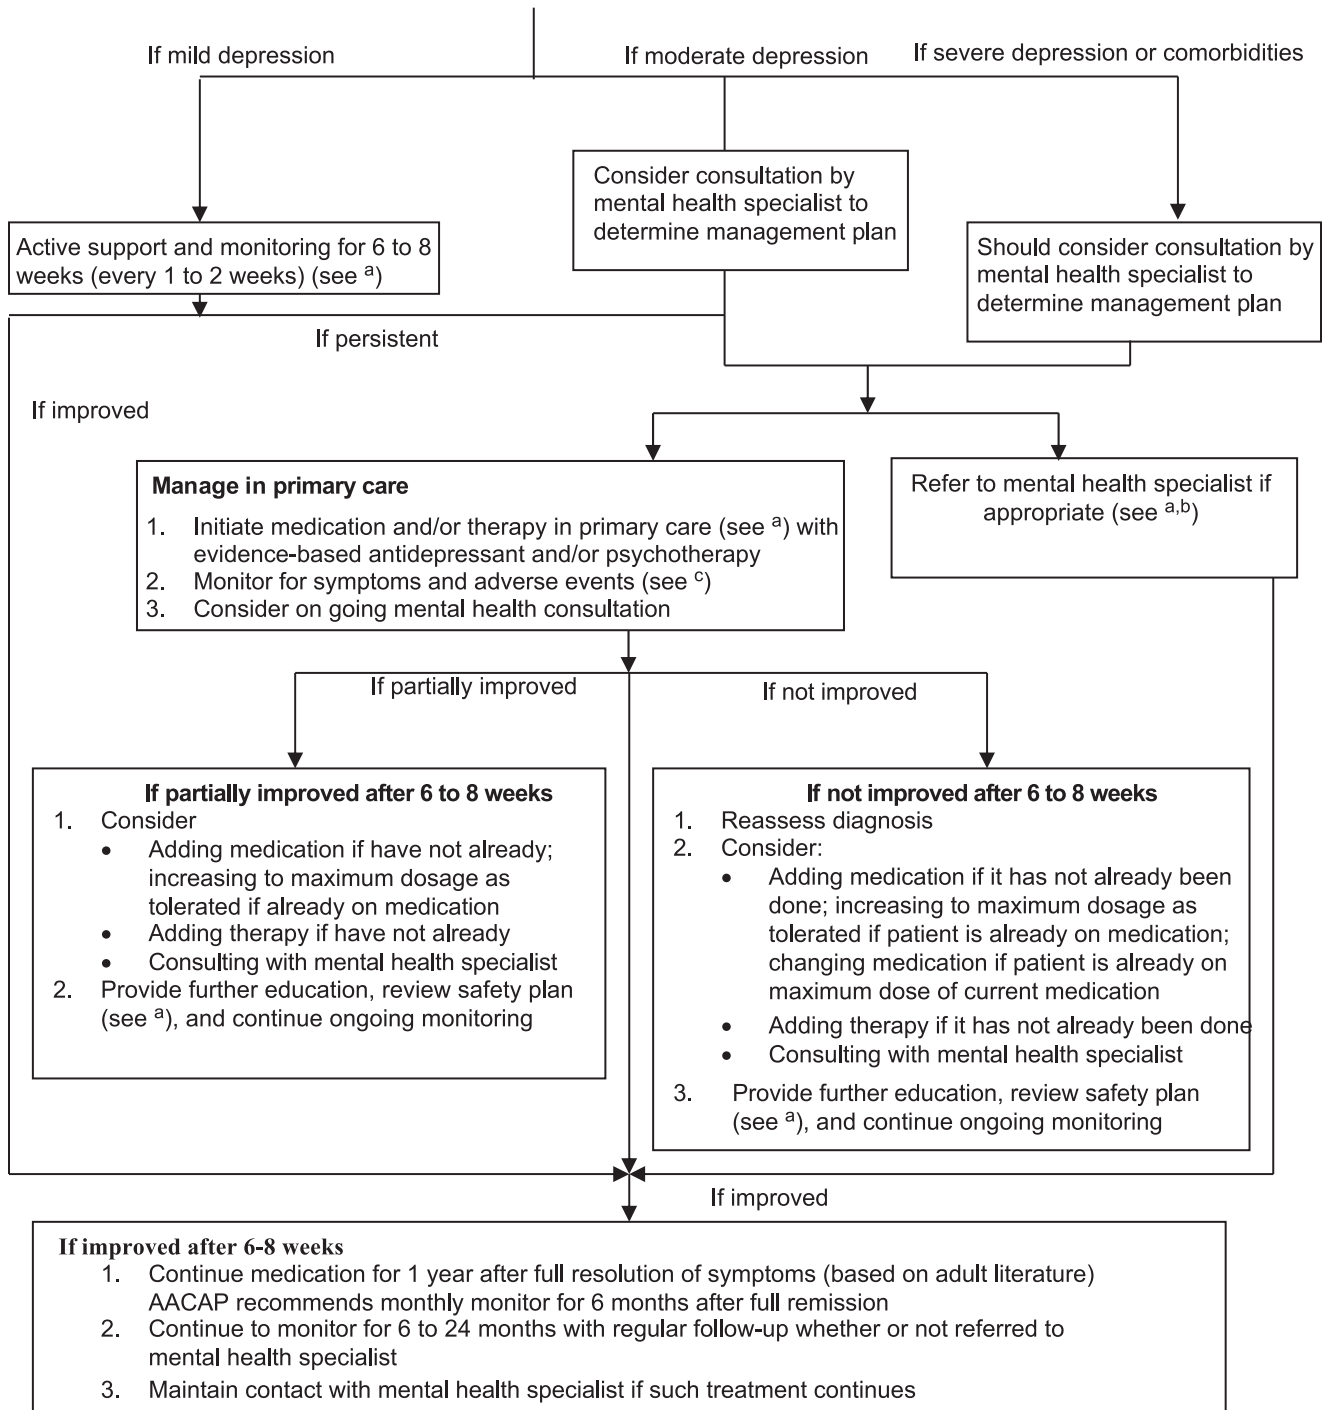 If mild depression
If moderate depression
If severe depression or comorbidities
Consider consultation by
mental health specialist to
determine management plan
Active support and monitoring for 6 to 8
weeks (every 1 to 2 weeks) (see a)
Should consider consultation by
mental health specialist to
determine management plan
If persistent
If improved
Manage in primary care
1. Initiate medication and/or therapy in primary care (see a) with
evidence-based antidepressant and/or psychotherapy
2. Monitor for symptoms and adverse events (see c)
3. Consider on going mental health consultation
Refer to mental health specialist if
appropriate (see a,b)
If partially improved
If not improved
If partially improved after 6 to 8 weeks
1. Consider
• Adding medication if have not already;
increasing to maximum dosage as
tolerated if already on medication
• Adding therapy if have not already
• Consulting with mental health specialist
2. Provide further education, review safety plan
(see a), and continue ongoing monitoring
If not improved after 6 to 8 weeks
1. Reassess diagnosis
2. Consider:
• Adding medication if it has not already been
done; increasing to maximum dosage as
tolerated if patient is already on medication;
changing medication if patient is already on
maximum dose of current medication
• Adding therapy if it has not already been done
• Consulting with mental health specialist
3. Provide further education, review safety plan
(see a), and continue ongoing monitoring
If improved
If improved after 6-8 weeks
1. Continue medication for 1 year after full resolution of symptoms (based on adult literature)
AACAP recommends monthly monitor for 6 months after full remission
2. Continue to monitor for 6 to 24 months with regular follow-up whether or not referred to
mental health specialist
3. Maintain contact with mental health specialist if such treatment continues